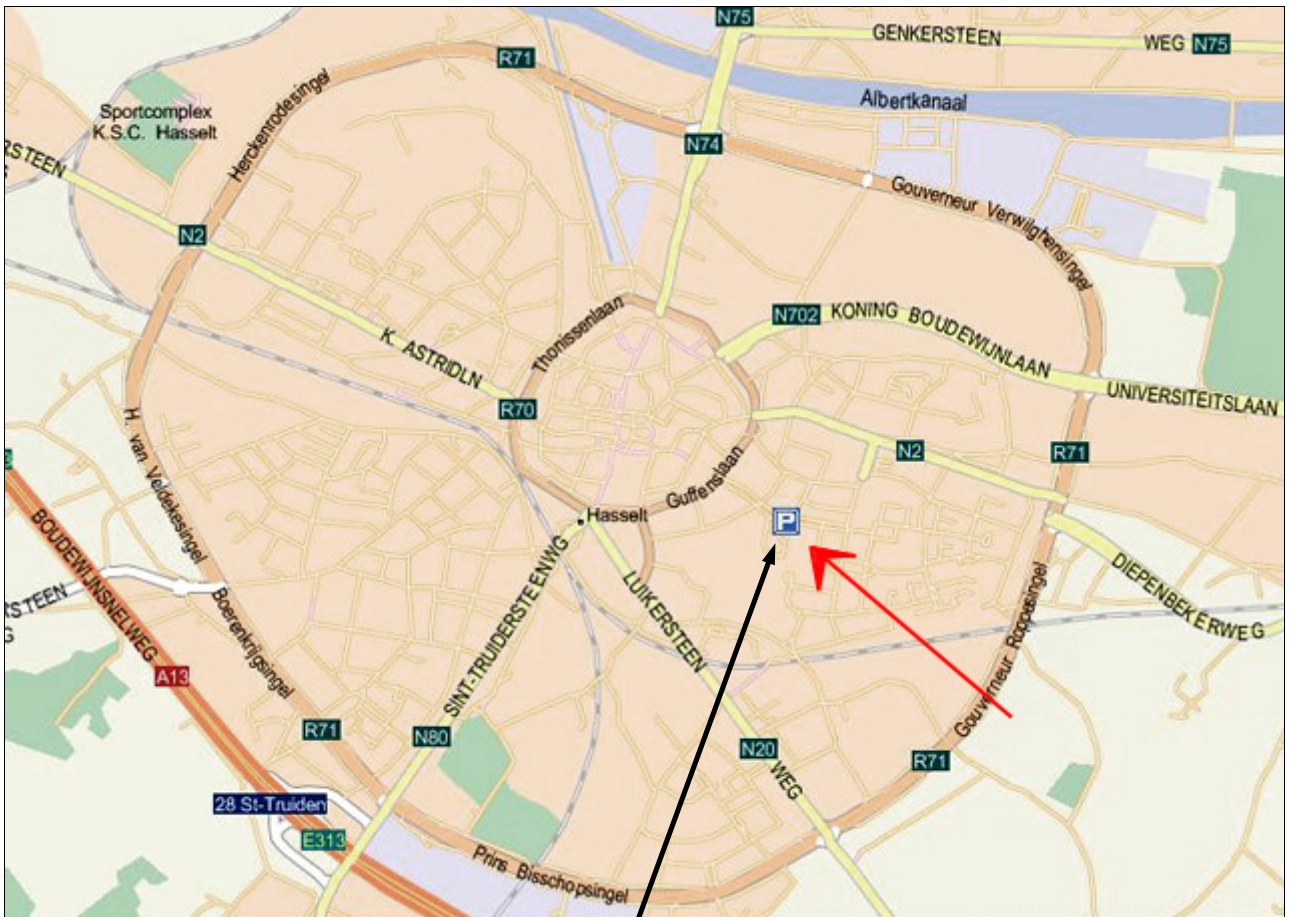 N75
GENKERSTEEN
WEG
N75
R71
Albertkanaal
Sportcomplex
K.S.C. Hasselt
Herckenrodesingel
N74
RSTEEN
Gouverneur Verwilghensingel
N2
N702
KONING BOUDEWIJNLAAN
Thonissenlaan
K. ASTRIDLN
UNIVERSITEITSLAAN
R70
H. van Veldekesingel
N2
R71
Guffenslaan
Hasselt
P
BOUDEWIJNSNELWEG
DIEPENBEKERWEG
RSTEEN
G
LUIKERSTEEN
Boerenkrijgsingel
SINT-TRUIDERSTEENWG
Gouverneur Roppesingel
A13
R71
N80
N20
WEG
R71
28 St-Truiden
E313
Prins Bisschopsingel